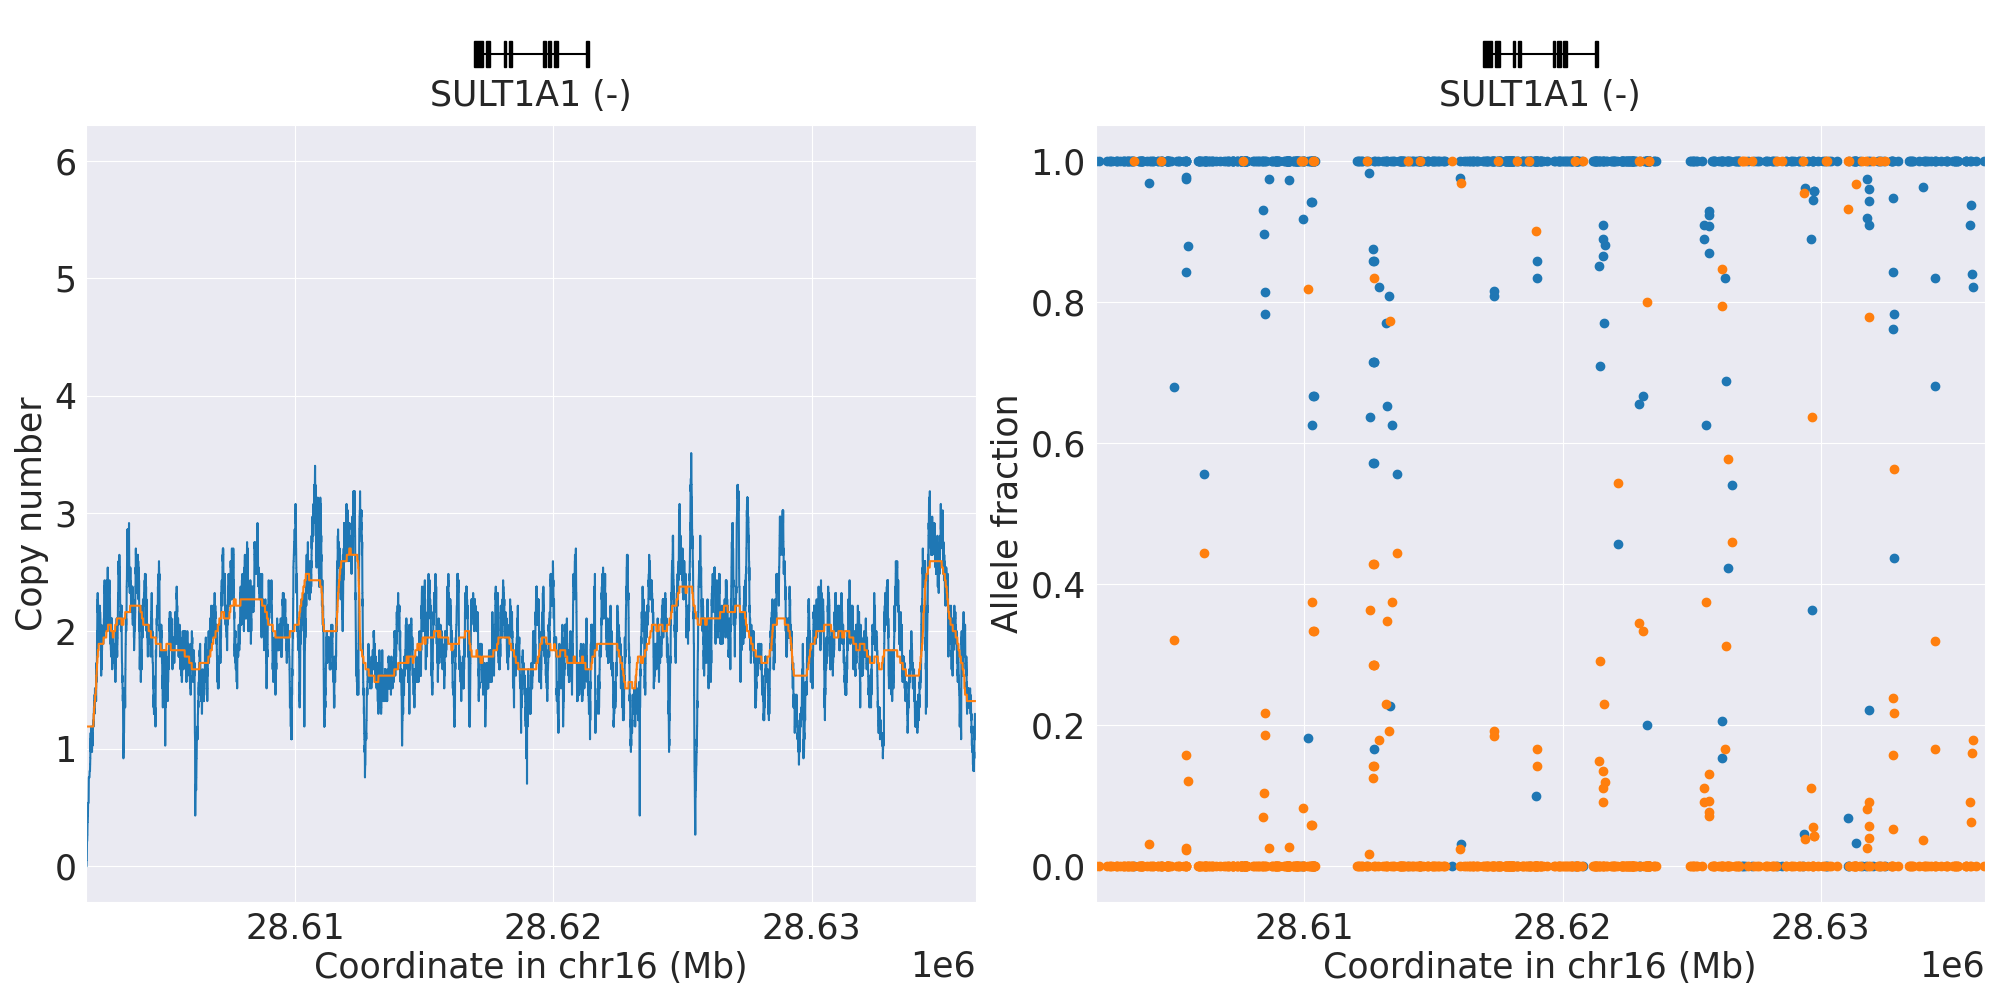 SULT1A1 (-)
6
5
4
3
2
1
0
Copy number
28.61
28.62
28.63
Coordinate in chr16 (Mb)
1e6
SULT1A1 (-)
1.0
0.8
0.6
0.4
0.2
0.0
Allele fraction
28.61
28.62
28.63
Coordinate in chr16 (Mb)
1e6